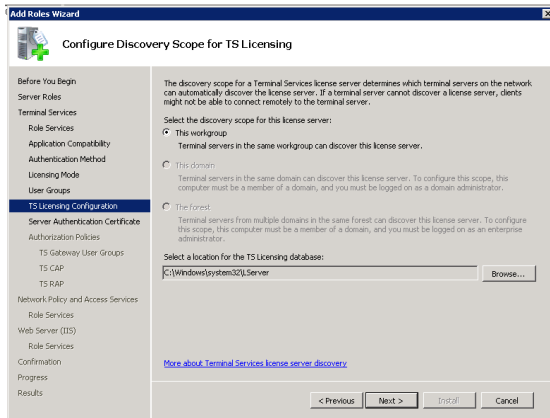 Add Roles Wizard
Configure Discovery Scope for TS Licensing
Before You Begin
Server Roles
Terminal Services
Role Services
Application Compatibility
Authentication Method
Licensing Mode
User Groups
TS Licensing Configuration
Server Authentication Certificate
Authorization Policies
TS Gateway User Groups
TS CAP
TS RAP
Network Policy and Access Services
Role Services
Web Server (IIS)
Role Services
Confirmation
Progress
Results
The discovery scope for a Terminal Services license server determines which terminal servers on the network
can automatically discover the license server. If a terminal server cannot discover a license server, clients
might not be able to connect remotely to the terminal server.
Select the discovery scope for this license server:
This workgroup
Terminal servers in the same workgroup can discover this license server.
This domain
Terminal servers in the same domain can discover this license server. To configure this scope, this
computer must be a member of a domain, and you must be logged on as a domain administrator.
The forest
Terminal servers from multiple domains in the same forest can discover this license server. To configure
this scope, this computer must be a member of a domain, and you must be logged on as an enterprise
administrator.
Select a location for the TS Licensing database:
C:\Windows\system32\LServer
Browse...
More about Terminal Services license server discovery
< Previous
Next >
Install
Cancel